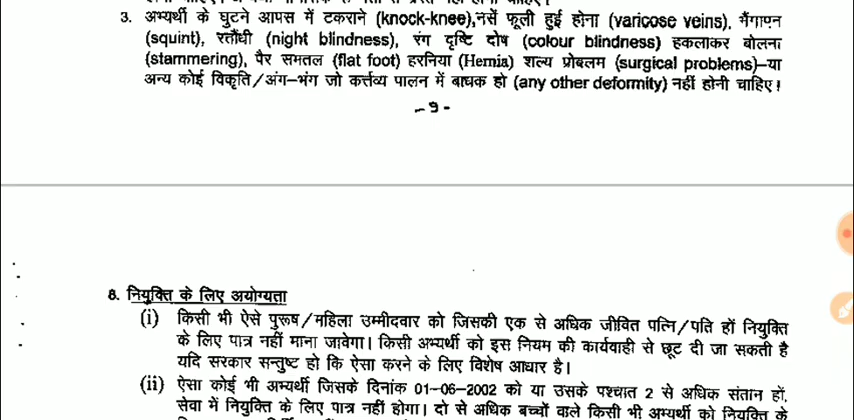 3. अभ्यर्थी के घुटने आपस में टकराने (knock-knee),नसें फूली हुई होना (varicose veins), भैंगापन
(squint), रतौंधी (night blindness), रंग दृष्टि दोष (colour blindness) हकलाकर बोलना
(stammering), पैर समतल (flat foot) हरनिया (Hernia) शल्य प्रोबलम (surgical problems)–या
अन्य कोई विकृति/अंग–भंग जो कर्त्तव्य पालन में बाधक हो (any other deformity) नहीं होनी चाहिए।
-9-
8. नियुक्ति के लिए अयोग्यता
(i) किसी भी ऐसे पुरूष/महिला उम्मीदवार को जिसकी एक से अधिक जीवित पत्नि/पति हों नियुक्ति
के लिए पात्र नहीं माना जावेगा। किसी अभ्यर्थी को इस नियम की कार्यवाही से छूट दी जा सकती है
यदि सरकार सन्तुष्ट हो कि ऐसा करने के लिए विशेष आधार है।
(ii) ऐसा कोई भी अभ्यर्थी जिसके दिनांक 01-06-2002 को या उसके पश्चात 2 से अधिक संतान हों,
सेवा में नियुक्ति के लिए पात्र नहीं होगा। दो से अधिक बच्चों वाले किसी भी अभ्यर्थी को नियुक्ति के